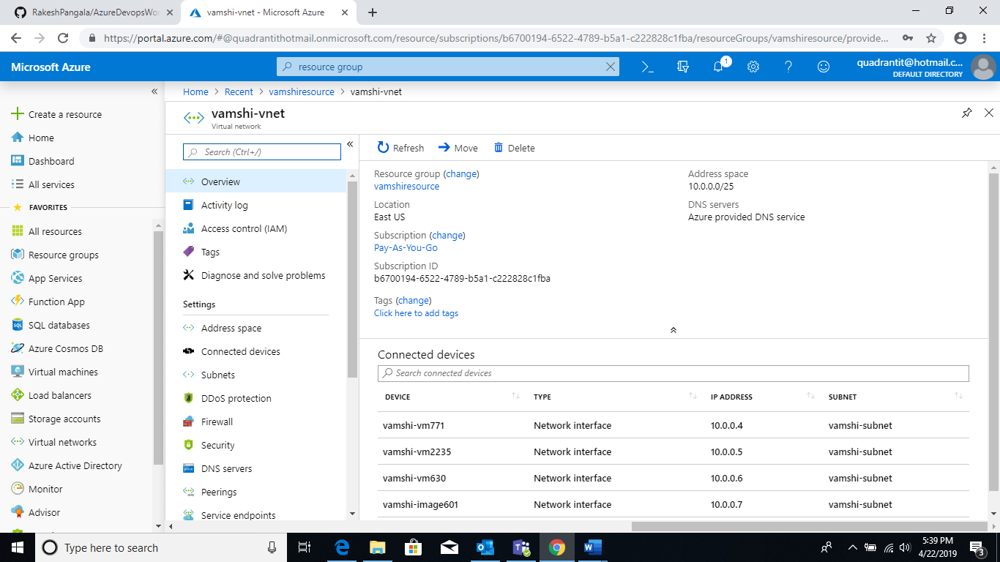 RakeshPangala/AzureDevopsWor
vamshi-vnet - Microsoft Azure
https://portal.azure.com/#@quadrantithotmail.onmicrosoft.com/resource/subscriptions/b6700194-6522-4789-b5a1-c222828c1fba/resourceGroups/vamshiresource/provide...
Microsoft Azure
resource group
1
quadrantit@hotmail.c...
DEFAULT DIRECTORY
Home > Recent > vamshiresource > vamshi-vnet
Create a resource
Home
Dashboard
All services
FAVORITES
All resources
Resource groups
App Services
Function App
SQL databases
Azure Cosmos DB
Virtual machines
Load balancers
Storage accounts
Virtual networks
Azure Active Directory
Monitor
Advisor
vamshi-vnet
Virtual network
Search (Ctrl+/)
Overview
Activity log
Access control (IAM)
Tags
Diagnose and solve problems
Settings
Address space
Connected devices
Subnets
DDoS protection
Firewall
Security
DNS servers
Peerings
Service endpoints
Refresh Move Delete
Resource group (change)
vamshiresource
Location
East US
Subscription (change)
Pay-As-You-Go
Subscription ID
b6700194-6522-4789-b5a1-c222828c1fba
Tags (change)
Click here to add tags
Address space
10.0.0.0/25
DNS servers
Azure provided DNS service
Connected devices
Search connected devices
DEVICE TYPE IP ADDRESS SUBNET
vamshi-vm771 Network interface 10.0.0.4 vamshi-subnet
vamshi-vm2235 Network interface 10.0.0.5 vamshi-subnet
vamshi-vm630 Network interface 10.0.0.6 vamshi-subnet
vamshi-image601 Network interface 10.0.0.7 vamshi-subnet
Type here to search
5:39 PM
4/22/2019
3